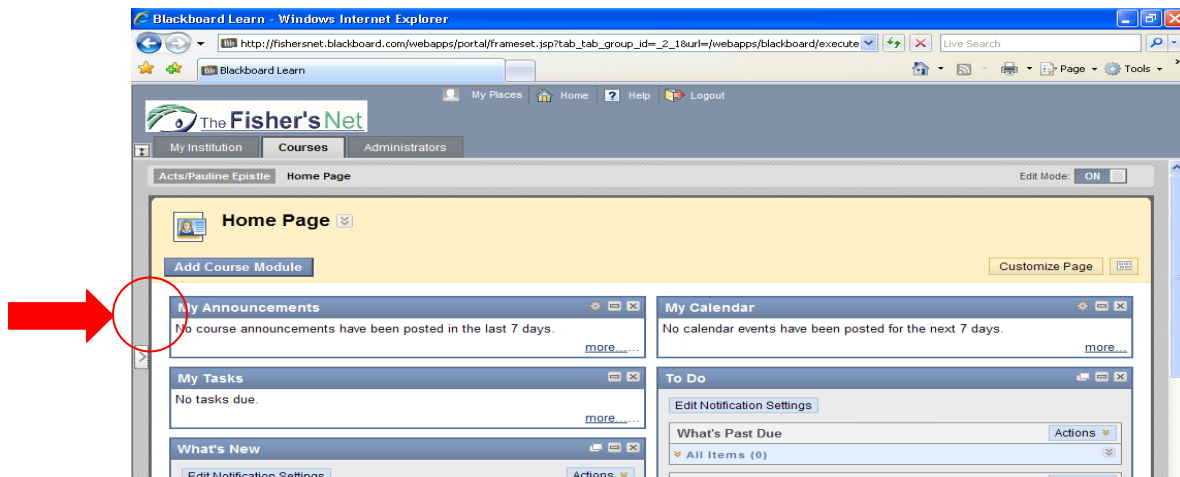 Blackboard Learn - Windows Internet Explorer
http://fishersnet.blackboard.com/webapps/portal/frameset.jsp?tab_tab_group_id=_2_1&url=/webapps/blackboard/execute
Live Search
Blackboard Learn
Page
Tools
My Places
Home
? Help
Logout
The Fisher's Net
My Institution
Courses
Administrators
Acts/Pauline Epistle
Home Page
Edit Mode: ON
Home Page
Add Course Module
Customize Page
My Announcements
No course announcements have been posted in the last 7 days.
more......
My Calendar
No calendar events have been posted for the next 7 days.
more...
My Tasks
No tasks due.
more......
To Do
Edit Notification Settings
What's Past Due
Actions
All Items (0)
What's New
Edit Notification Settings
Actions